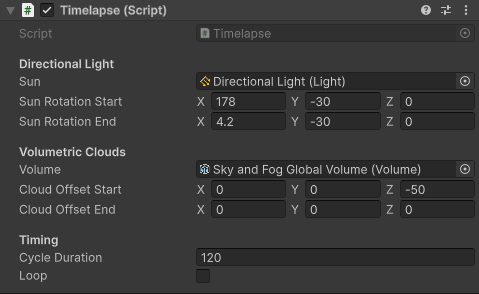 # Timelapse (Script)
Script # Timelapse
Directional Light
Sun Directional Light (Light)
Sun Rotation Start X 178 Y -30 Z 0
Sun Rotation End X 4.2 Y -30 Z 0
Volumetric Clouds
Volume Sky and Fog Global Volume (Volume)
Cloud Offset Start X 0 Y 0 Z -50
Cloud Offset End X 0 Y 0 Z 0
Timing
Cycle Duration 120
Loop